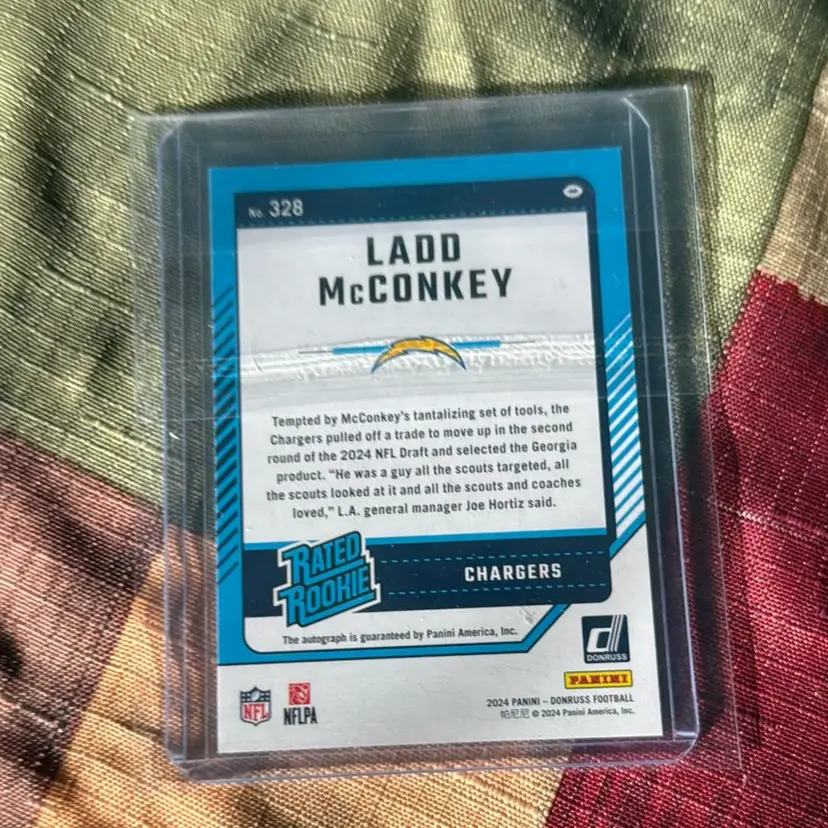 No. 328
LADD
McCONKEY
Tempted by McConkey's tantalizing set of tools, the
Chargers pulled off a trade to move up in the second
round of the 2024 NFL Draft and selected the Georgia
product. “He was a guy all the scouts targeted, all
the scouts looked at it and all the scouts and coaches
loved,” L.A. general manager Joe Hortiz said.
RATED
ROOKIE
CHARGERS
The autograph is guaranteed by Panini America, Inc.
d
DONRUSS
PANINI
NFL
NFLPA
2024 PANINI – DONRUSS FOOTBALL
帕尼尼 © 2024 Panini America, Inc.